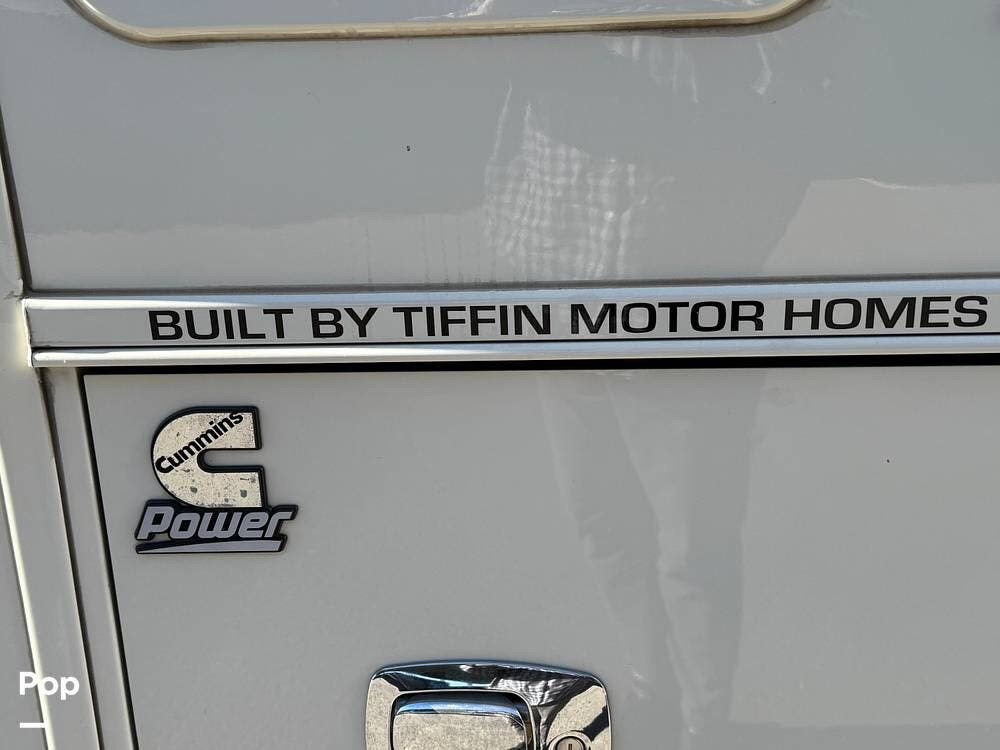 BUILT BY TIFFIN MOTOR HOMES
Cummins
Power
Pop